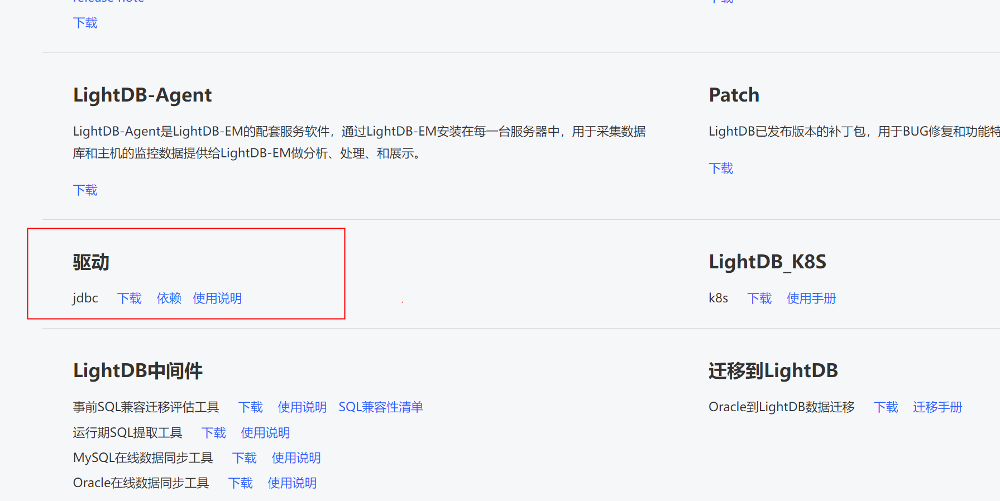 release note
下载
下载
LightDB-Agent
LightDB-Agent是LightDB-EM的配套服务软件，通过LightDB-EM安装在每一台服务器中，用于采集数据
库和主机的监控数据提供给LightDB-EM做分析、处理、和展示。
下载
Patch
LightDB已发布版本的补丁包，用于BUG修复和功能特
下载
驱动
jdbc 下载 依赖 使用说明
LightDB_K8S
k8s 下载 使用手册
LightDB中间件
事前SQL兼容迁移评估工具 下载 使用说明 SQL兼容性清单
运行期SQL提取工具 下载 使用说明
MySQL在线数据同步工具 下载 使用说明
Oracle在线数据同步工具 下载 使用说明
迁移到LightDB
Oracle到LightDB数据迁移 下载 迁移手册